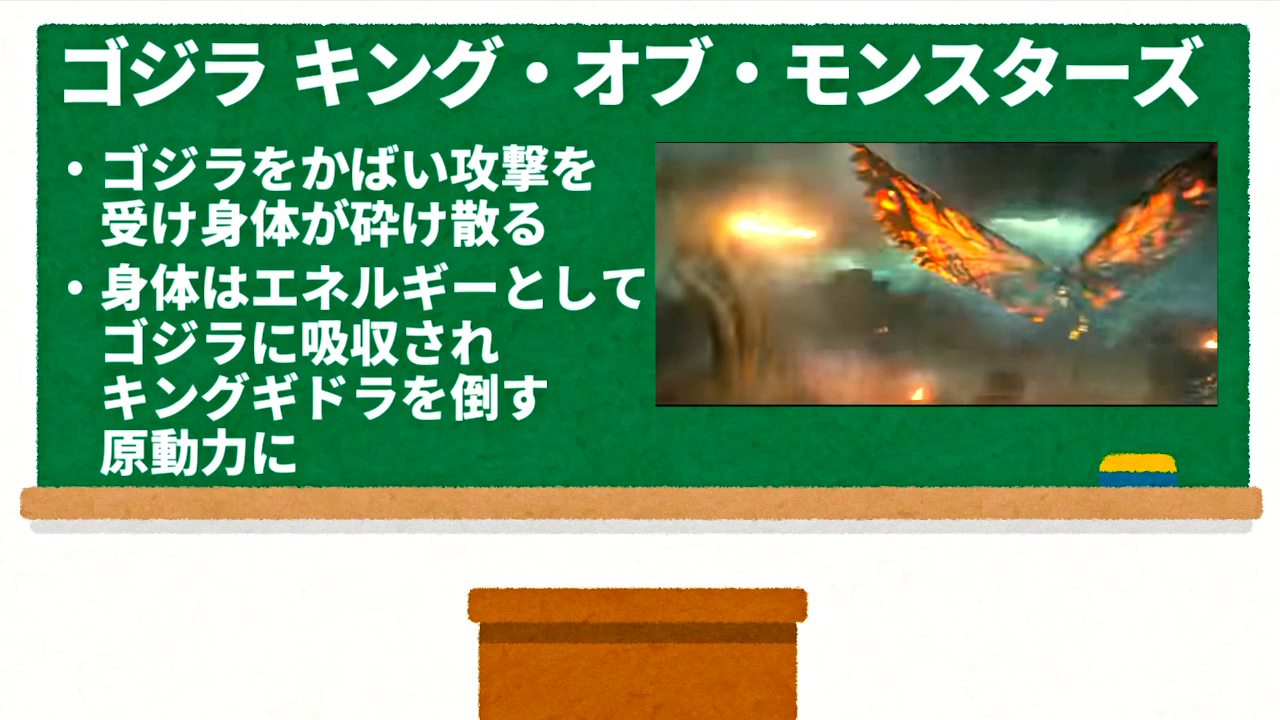 ゴジラ キング・オブ・モンスターズ
・ゴジラをかばい攻撃を
受け身体が砕け散る
・身体はエネルギーとして
ゴジラに吸収され
キングギドラを倒す
原動力に